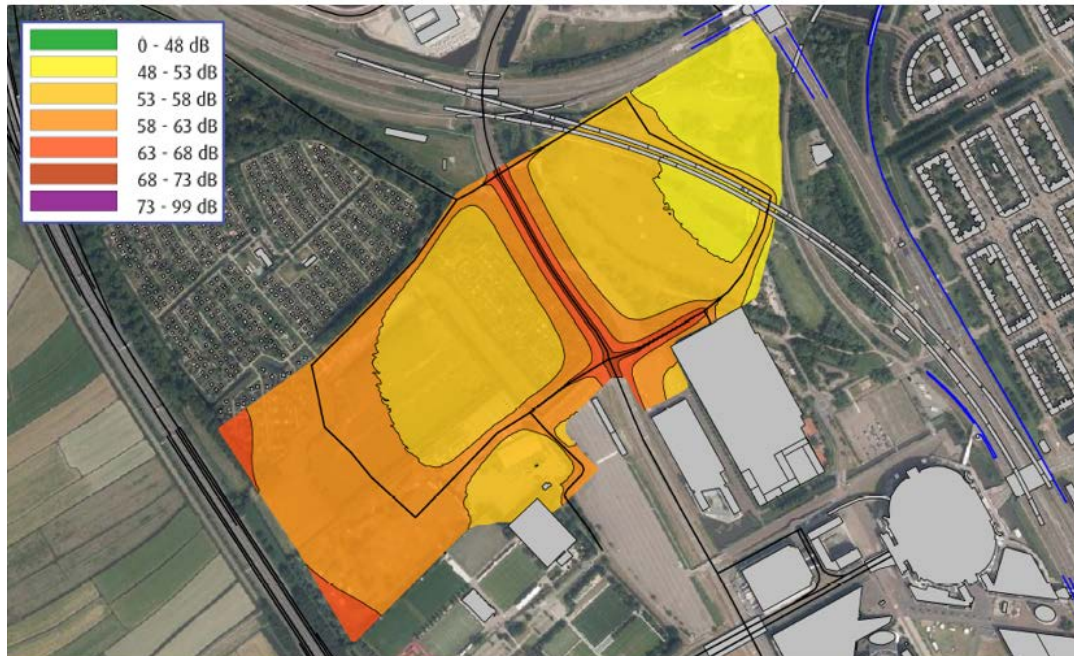 0 - 48 dB
48 - 53 dB
53 - 58 dB
58 - 63 dB
63 - 68 dB
68 - 73 dB
73 - 99 dB